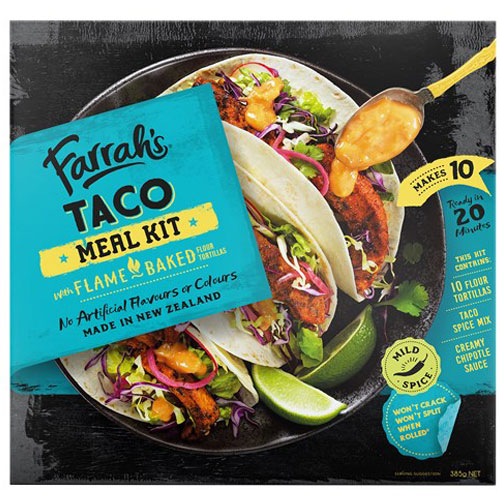 Farrah's®
TACO
MEAL KIT
With FLAME BAKED FLOUR TORTILLAS
No Artificial Flavours or Colours
MADE IN NEW ZEALAND
MAKES 10
Ready in
20
Minutes
THIS KIT
CONTAINS:
10 FLOUR
TORTILLAS
TACO
SPICE MIX
CREAMY
CHIPOTLE
SAUCE
MILD
SPICE
WON'T CRACK
WON'T SPLIT
WHEN
ROLLED*
SERVING SUGGESTION
385g NET